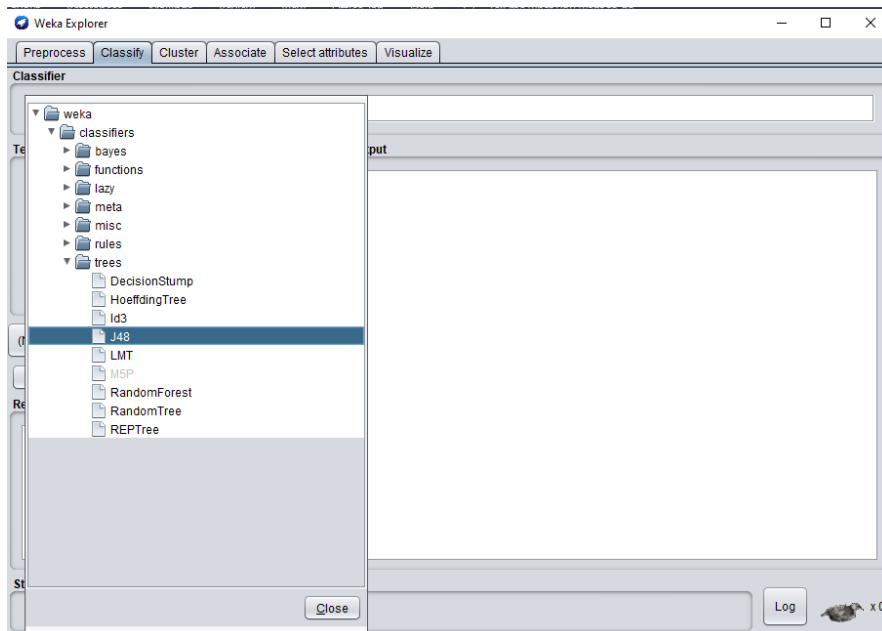 Weka Explorer
Preprocess Classify Cluster Associate Select attributes Visualize
Classifier
weka
classifiers
bayes
functions
lazy
meta
misc
rules
trees
DecisionStump
HoeffdingTree
Id3
J48
LMT
M5P
RandomForest
RandomTree
REPTree
Close
Log
x 0